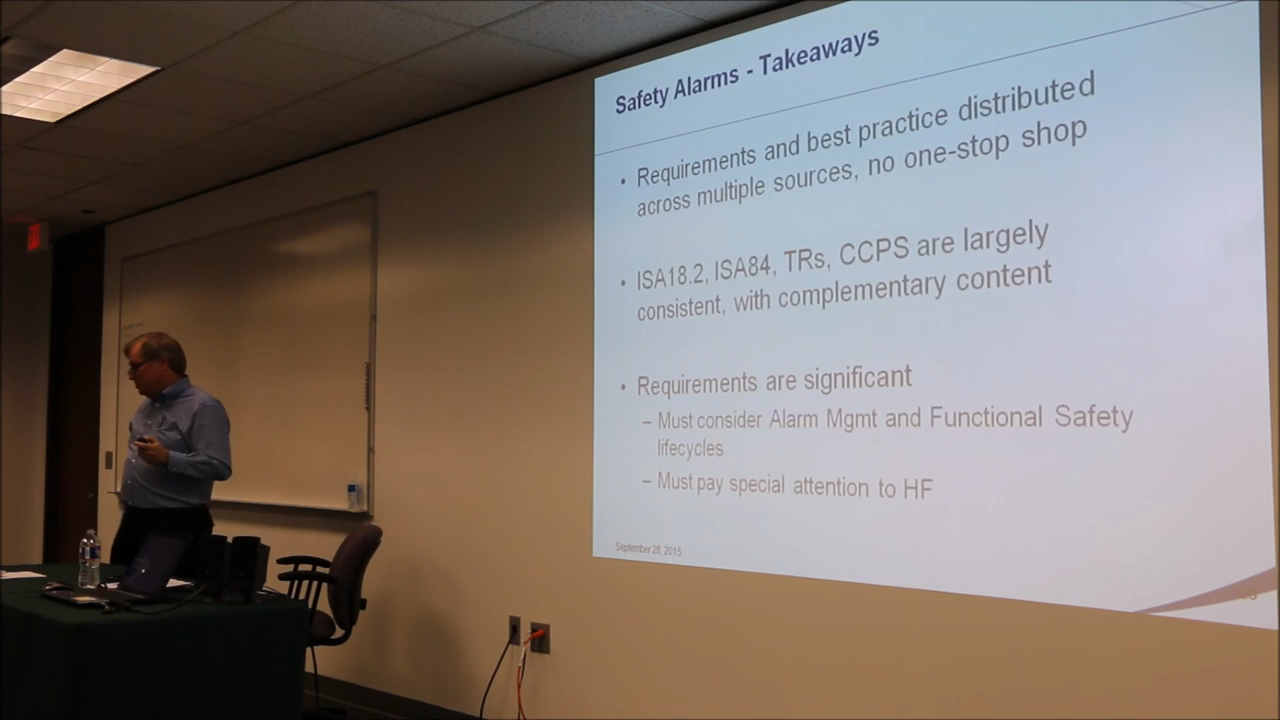 Safety Alarms - Takeaways
• Requirements and best practice distributed
across multiple sources, no one-stop shop
• ISA18.2, ISA84, TRs, CCPS are largely
consistent, with complementary content
• Requirements are significant
– Must consider Alarm Mgmt and Functional Safety
lifecycles
– Must pay special attention to HF
September 28, 2015